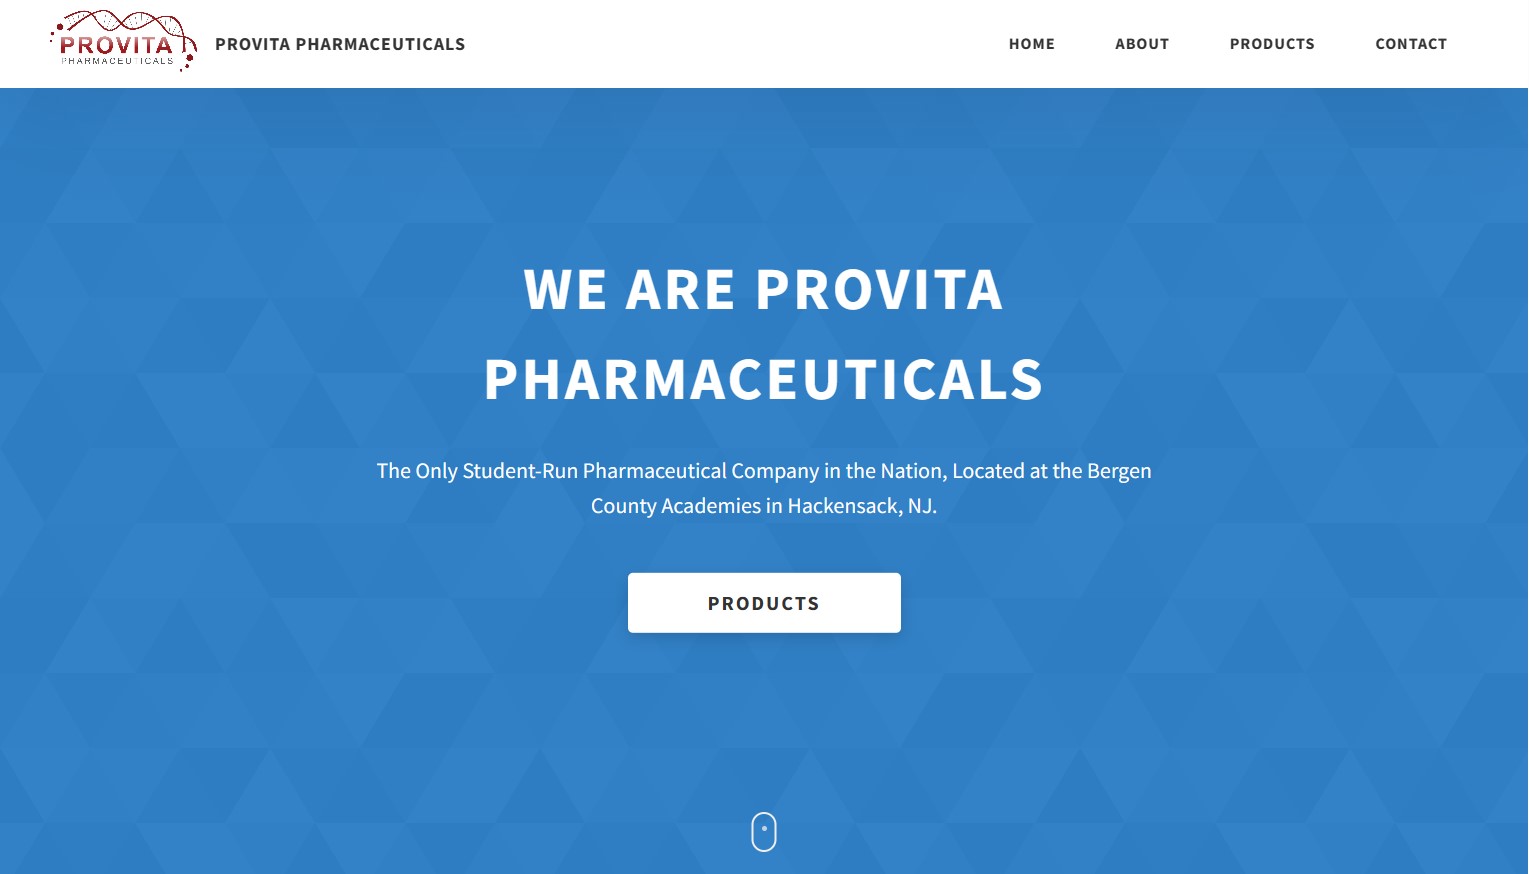 PROVITA
PHARMACEUTICALS
PROVITA PHARMACEUTICALS
HOME
ABOUT
PRODUCTS
CONTACT
WE ARE PROVITA
PHARMACEUTICALS
The Only Student-Run Pharmaceutical Company in the Nation, Located at the Bergen
County Academies in Hackensack, NJ.
PRODUCTS